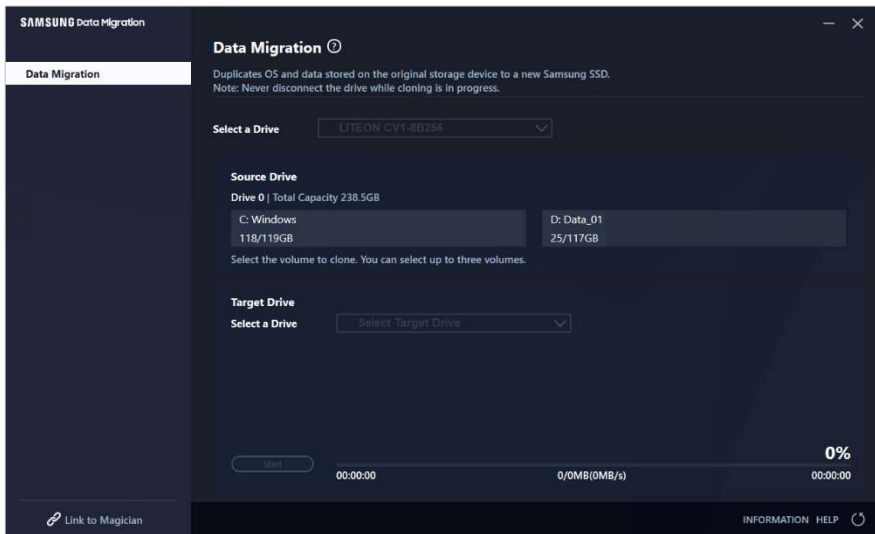 SAMSUNG Data Migration
Data Migration
Data Migration ?
Duplicates OS and data stored on the original storage device to a new Samsung SSD.
Note: Never disconnect the drive while cloning is in progress.
Select a Drive
LITEON CV1-8B256
Source Drive
Drive 0 | Total Capacity 238.5GB
C: Windows
118/119GB
D: Data_01
25/117GB
Select the volume to clone. You can select up to three volumes.
Target Drive
Select a Drive
Select Target Drive
Start
0%
00:00:00
0/0MB(0MB/s)
00:00:00
Link to Magician
INFORMATION HELP